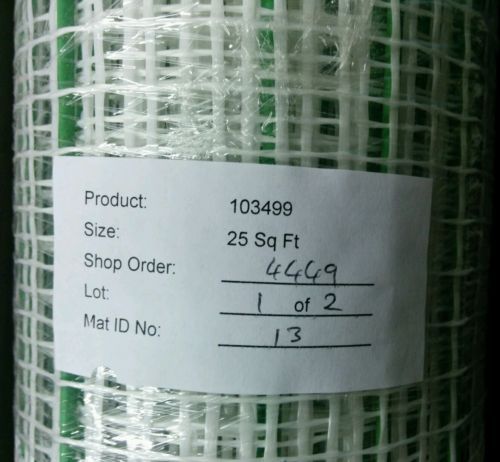 Product: 103499
Size: 25 Sq Ft
Shop Order: 4449
Lot: 1 of 2
Mat ID No: 13